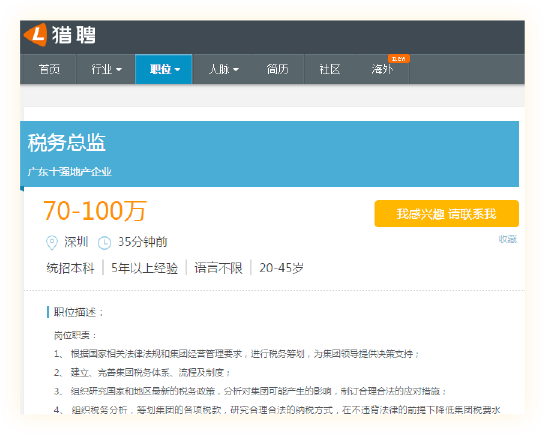 猎聘
首页 行业 职位 人脉 简历 社区 海外 new
税务总监
广东十强地产企业
70-100万
我感兴趣 请联系我
深圳 35分钟前
收藏
统招本科 5年以上经验 语言不限 20-45岁
职位描述：
岗位职责：
1、 根据国家相关法律法规和集团经营管理要求，进行税务筹划，为集团领导提供决策支持；
2、 建立、完善集团税务体系、流程及制度；
3、 组织研究国家和地区最新的税务政策，分析对集团可能产生的影响，制订合理合法的应对措施；
4、 组织税务分析，筹划集团的各项税款，研究合理合法的纳税方式，在不违背法律的前提下降低集团税费水